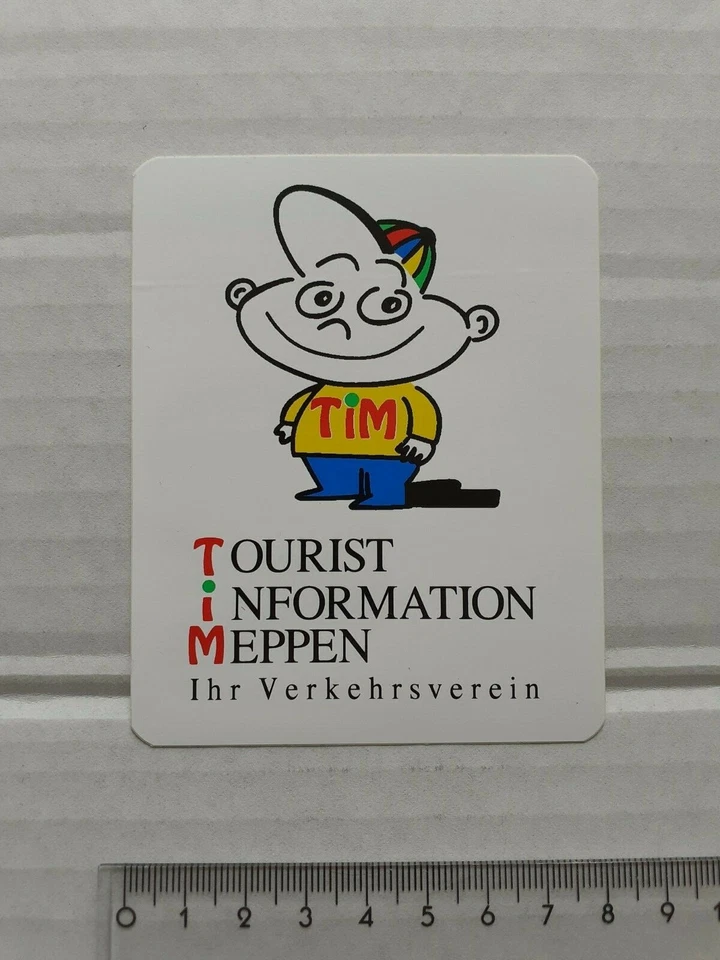 TiM
TOURIST
iNFORMATION
MEPPEN
Ihr Verkehrsverein
0 1 2 3 4 5 6 7 8 9